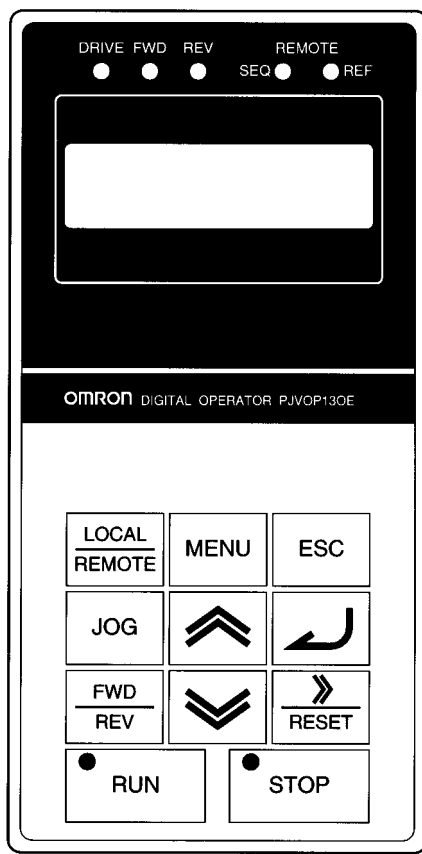 DRIVE FWD REV REMOTE
SEQ REF
OMRON DIGITAL OPERATOR PJVOP13OE
LOCAL MENU ESC
REMOTE
JOG
FWD
REV RESET
RUN STOP